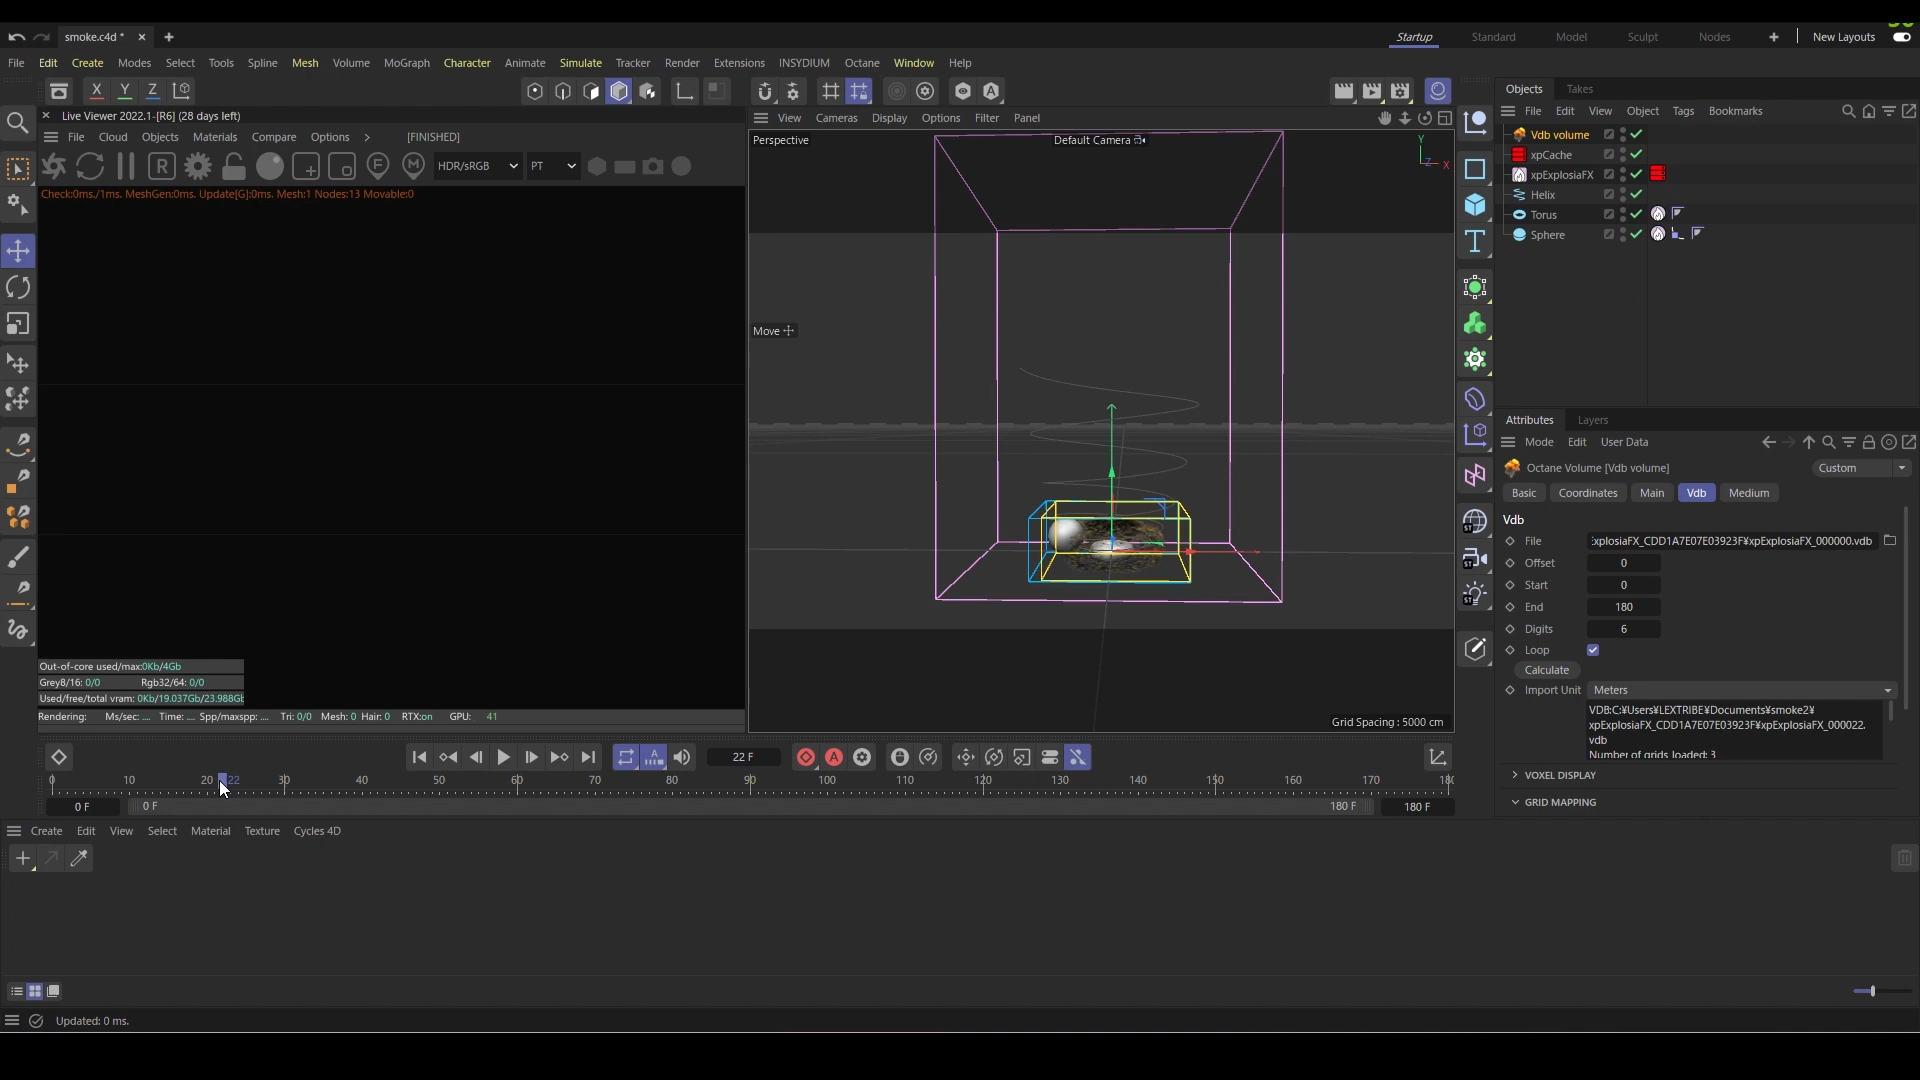 smoke.c4d *
Startup Standard Model Sculpt Nodes New Layouts
File Edit Create Modes Select Tools Spline Mesh Volume MoGraph Character Animate Simulate Tracker Render Extensions INSYDIUM Octane Window Help
X Y Z
Objects Takes
Live Viewer 2022.1-[R6] (28 days left)
File Cloud Objects Materials Compare Options > [FINISHED]
View Cameras Display Options Filter Panel
File Edit View Object Tags Bookmarks
HDR/sRGB PT
Check:0ms./1ms. MeshGen:0ms. Update[G]:0ms. Mesh:1 Nodes:13 Movable:0
Perspective
Default Camera
Y
Z X
Move
Vdb volume
xpCache
xpExplosiaFX
Helix
Torus
Sphere
Attributes Layers
Mode Edit User Data
Octane Volume [Vdb volume]
Custom
Basic Coordinates Main Vdb Medium
Vdb
File :xplosiaFX_CDD1A7E07E03923F¥xpExplosiaFX_000000.vdb
Offset 0
Start 0
End 180
Digits 6
Loop
Calculate
Import Unit Meters
VDB:C:¥Users¥LEXTRIBE¥Documents¥smoke2¥
xpExplosiaFX_CDD1A7E07E03923F¥xpExplosiaFX_000022.
vdb
Number of grids loaded: 3
VOXEL DISPLAY
GRID MAPPING
Out-of-core used/max:0Kb/4Gb
Grey8/16: 0/0 Rgb32/64: 0/0
Used/free/total vram: 0Kb/19.037Gb/23.988Gb
Rendering: Ms/sec: .... Time: .... Spp/maxspp: .... Tri: 0/0 Mesh: 0 Hair: 0 RTX:on GPU: 41
Grid Spacing : 5000 cm
22 F
0 10 20 22 30 40 50 60 70 80 90 100 110 120 130 140 150 160 170
0 F 0 F 180 F 180 F
Create Edit View Select Material Texture Cycles 4D
Updated: 0 ms.